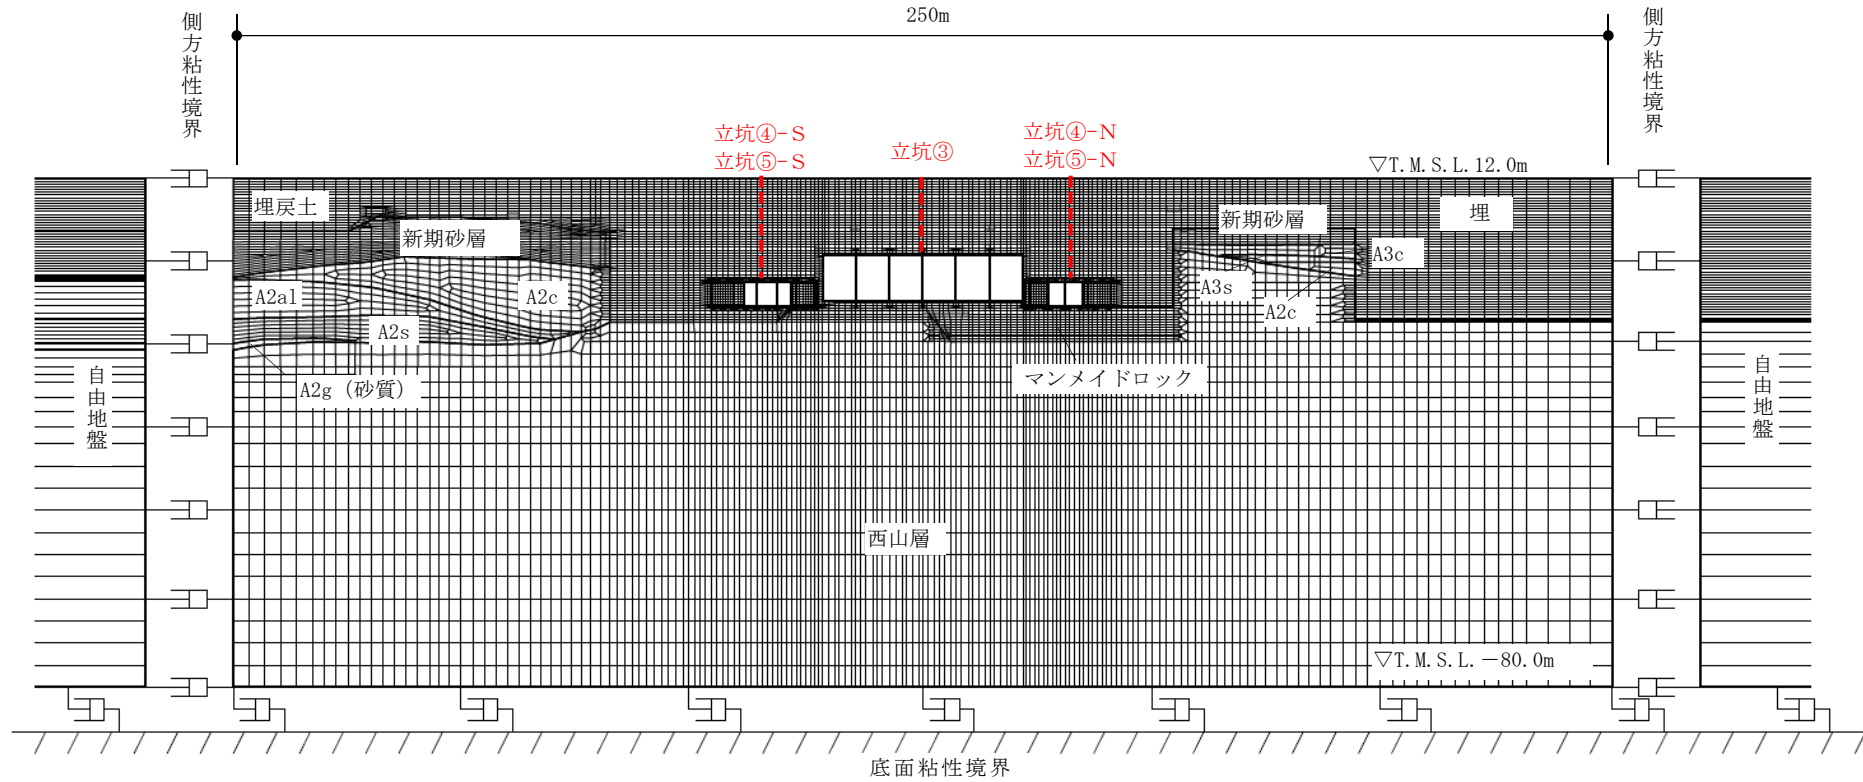 250m
側方粘性境界
側方粘性境界
立坑④-S
立坑⑤-S
立坑③
立坑④-N
立坑⑤-N
▽T.M.S.L.12.0m
埋戻土
新期砂層
新期砂層
埋
A3c
A2al
A2c
A3s
A2c
A2s
A2g（砂質）
マンメイドロック
自由地盤
自由地盤
西山層
▽T.M.S.L.－80.0m
底面粘性境界